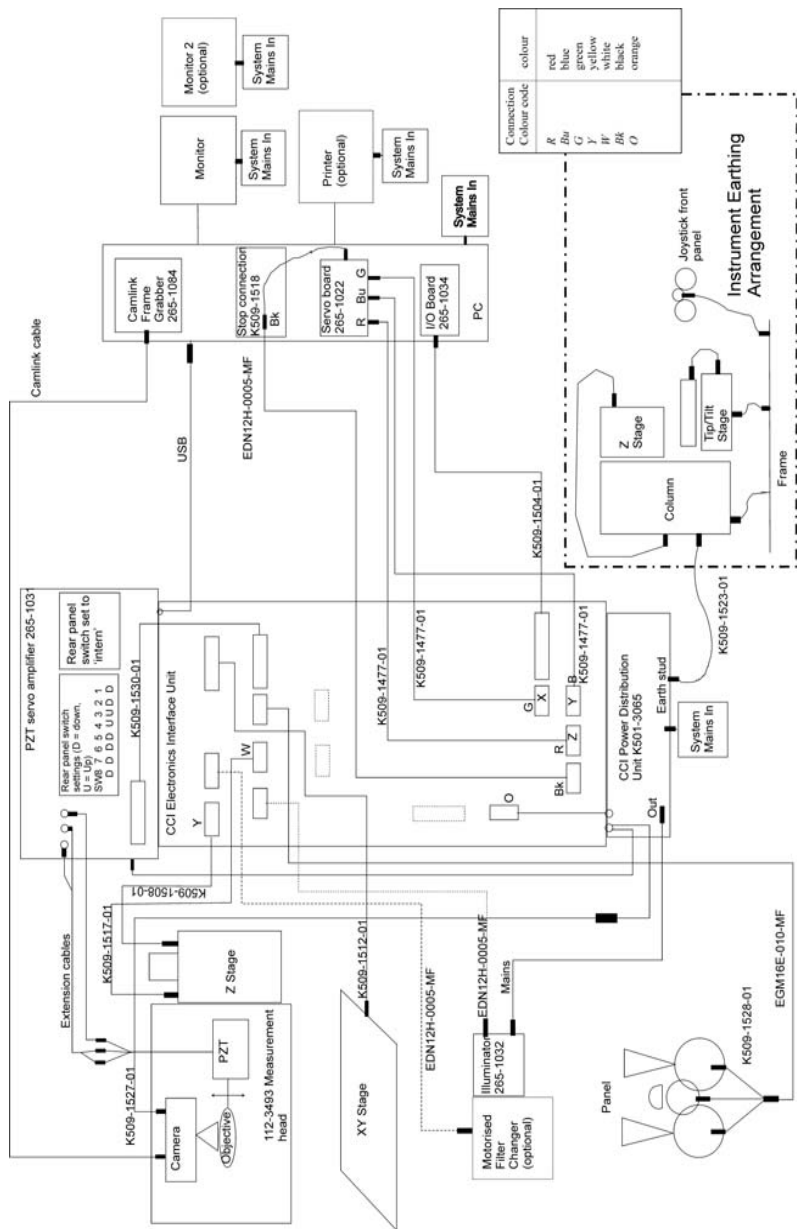 Camlink cable
Monitor 2
(optional)
System
Mains In
Monitor
System
Mains In
Printer
(optional)
System
Mains In
System
Mains In
Camlink
Frame
Grabber
265-1084
Stop connection
K509-1518
Bk
Servo board
265-1022
R Bu G
I/O Board
265-1034
PC
USB
EDN12H-0005-MF
K509-1477-01
K509-1477-01
K509-1477-01
K509-1504-01
PZT servo amplifier 265-1031
Rear panel switch
settings (D = down,
U = Up)
SW8 7 6 5 4 3 2 1
D D D D U U D D
Rear panel
switch set to
'intern'
K509-1530-01
CCI Electronics Interface Unit
Y
W
O
Bk
R
Z
G
X
Y
B
CCI Power Distribution
Unit K501-3065
Out
Earth stud
System
Mains In
K509-1523-01
Extension cables
K509-1527-01
K509-1517-01
K509-1508-01
Camera
Objective
PZT
112-3493 Measurement
head
Z Stage
K509-1512-01
XY Stage
EDN12H-0005-MF
EDN12H-0005-MF
Mains
Illuminator
265-1032
Motorised
Filter
Changer
(optional)
Panel
K509-1528-01
EGM16E-010-MF
Connection
Colour code colour
R red
Bu blue
G green
Y yellow
W white
Bk black
O orange
Instrument Earthing
Arrangement
Joystick front
panel
Z
Stage
Tip/Tilt
Stage
Column
Frame